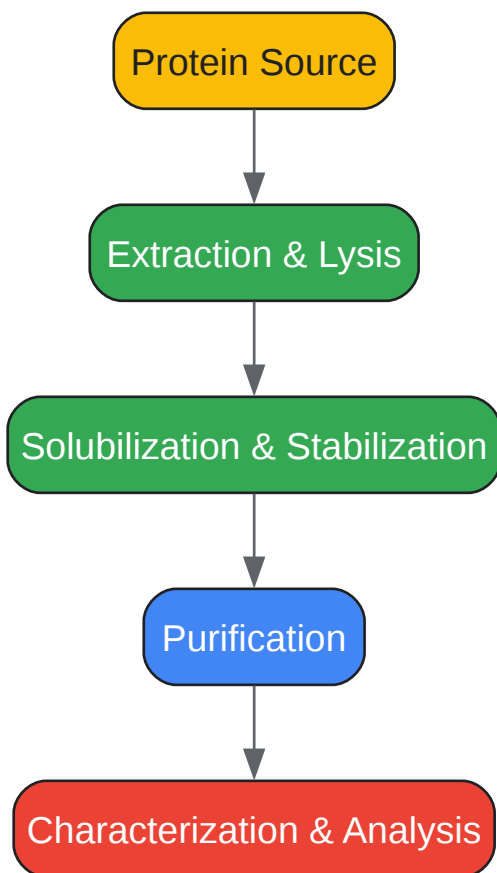 Protein Source
Extraction & Lysis
Solubilization & Stabilization
Purification
Characterization & Analysis